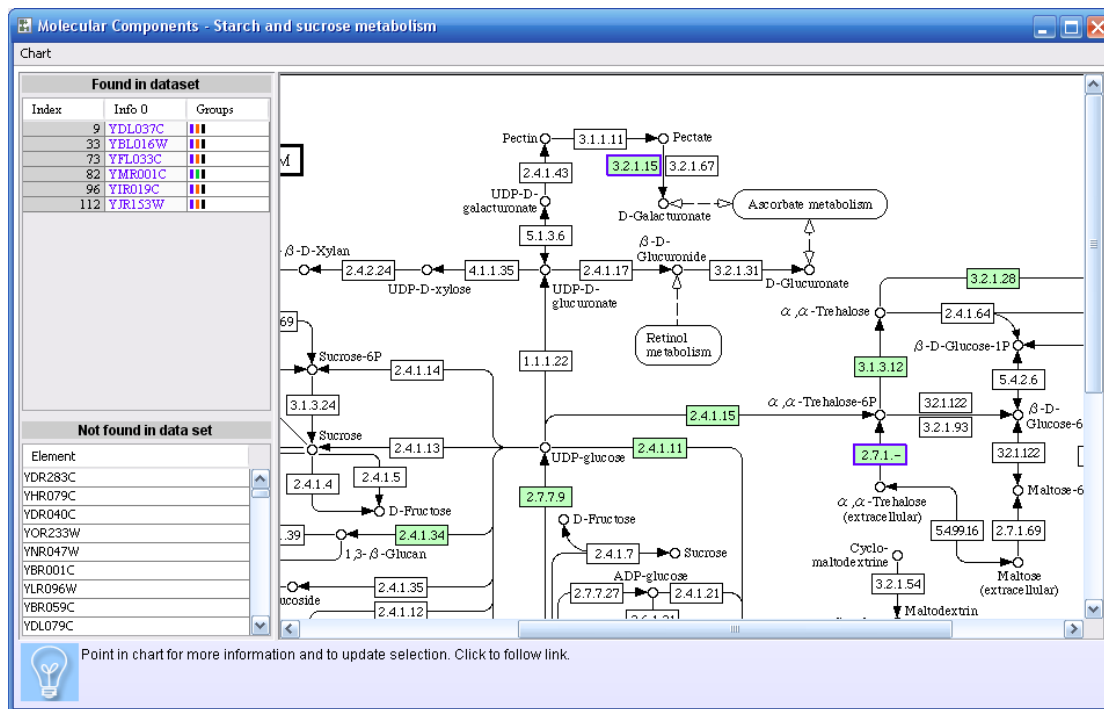 Molecular Components - Starch and sucrose metabolism
Chart
Found in dataset
Index Info 0 Groups
9 YDL037C
33 YBL016W
73 YFL033C
82 YMR001C
96 YIR019C
112 YJR153W
Not found in data set
Element
YDR283C
YHR079C
YDR040C
YOR233W
YNR047W
YBR001C
YLR096W
YBR059C
YDL079C
M
Pectin
3.1.1.11
Pectate
3.2.1.15
3.2.1.67
2.4.1.43
UDP-D-
galacturonate
D-Galacturonate
Ascorbate metabolism
5.1.3.6
β-D-Xylan
2.4.2.24
4.1.1.35
2.4.1.17
β-D-
Glucuronide
3.2.1.31
D-Glucuronate
UDP-D-xylose
UDP-D-
glucuronate
3.2.1.28
α,α-Trehalose
2.4.1.64
Retinol
metabolism
.69
Sucrose-6P
2.4.1.14
1.1.1.22
β-D-Glucose-1P
3.1.3.12
5.4.2.6
3.1.3.24
2.4.1.15
α,α-Trehalose-6P
3.2.1.122
3.2.1.93
β-D-
Glucose-6
Sucrose
2.4.1.13
UDP-glucose
2.4.1.11
2.7.1.-
3.2.1.122
2.4.1.4
2.4.1.5
D-Fructose
2.7.7.9
α,α-Trehalose
(extracellular)
Maltose-6
D-Fructose
.39
2.4.1.34
1,3-β-Glucan
2.4.1.7
Sucrose
5.4.99.16
2.7.1.69
Cyclo-
maltodextrine
Maltose
(extracellular)
ucoside
2.4.1.35
ADP-glucose
2.7.7.27
2.4.1.21
3.2.1.54
2.4.1.12
Maltodextrin
Point in chart for more information and to update selection. Click to follow link.